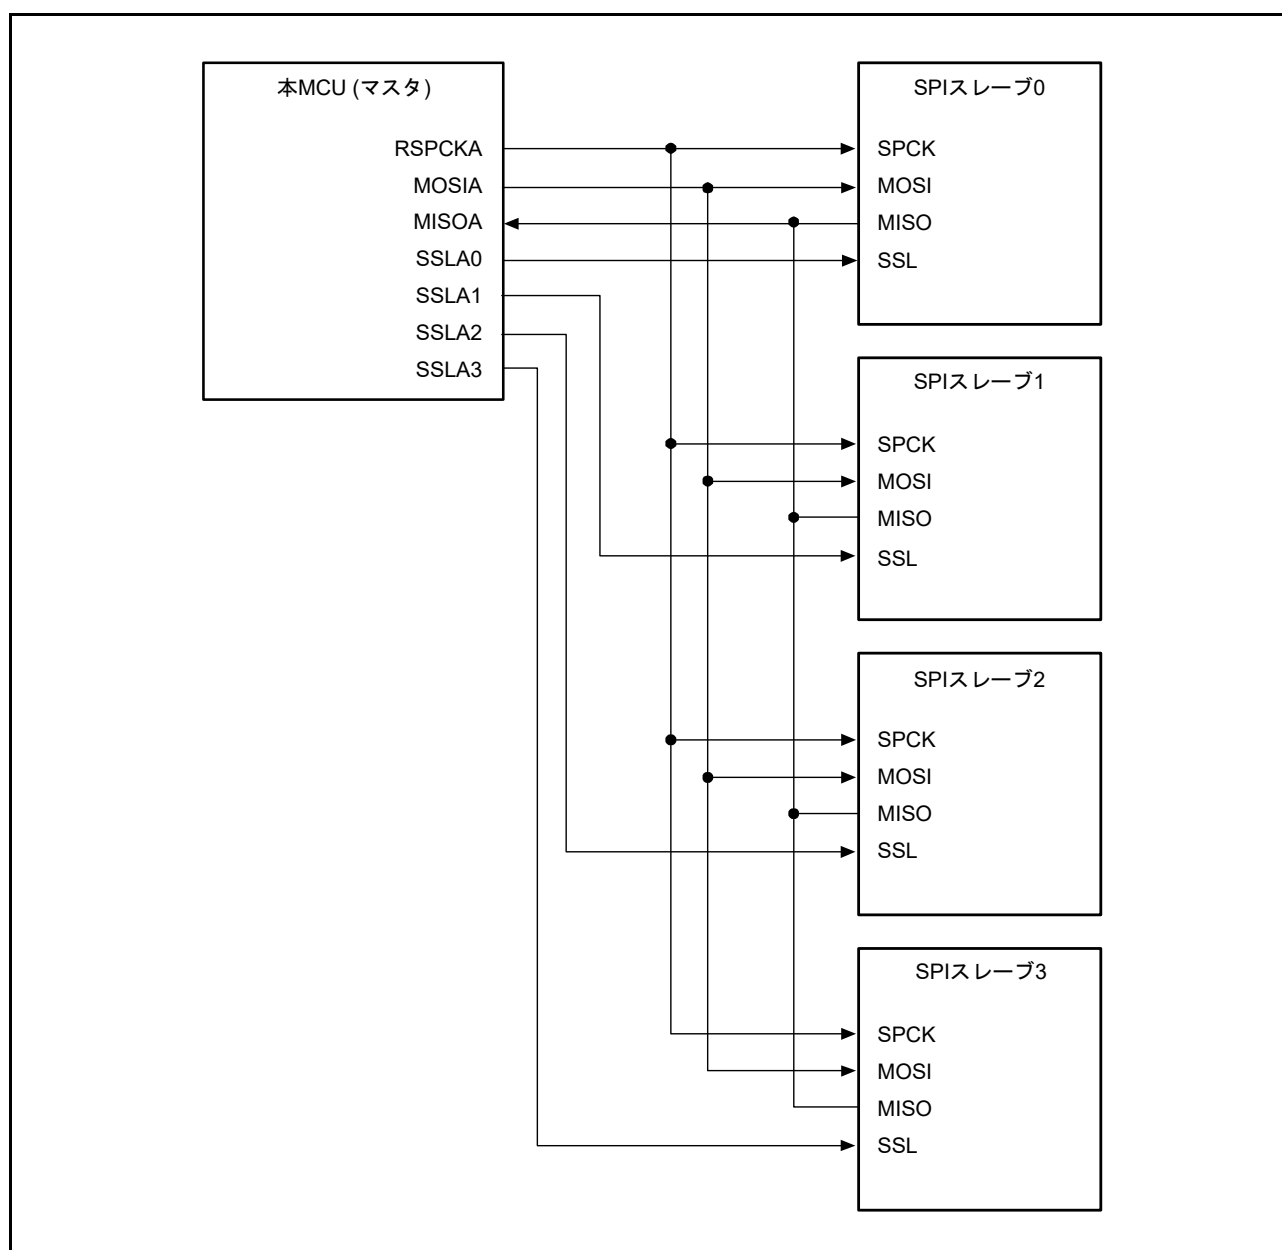 本MCU (マスタ)
RSPCKA
MOSIA
MISOA
SSLA0
SSLA1
SSLA2
SSLA3
SPIスレーブ0
SPCK
MOSI
MISO
SSL
SPIスレーブ1
SPCK
MOSI
MISO
SSL
SPIスレーブ2
SPCK
MOSI
MISO
SSL
SPIスレーブ3
SPCK
MOSI
MISO
SSL